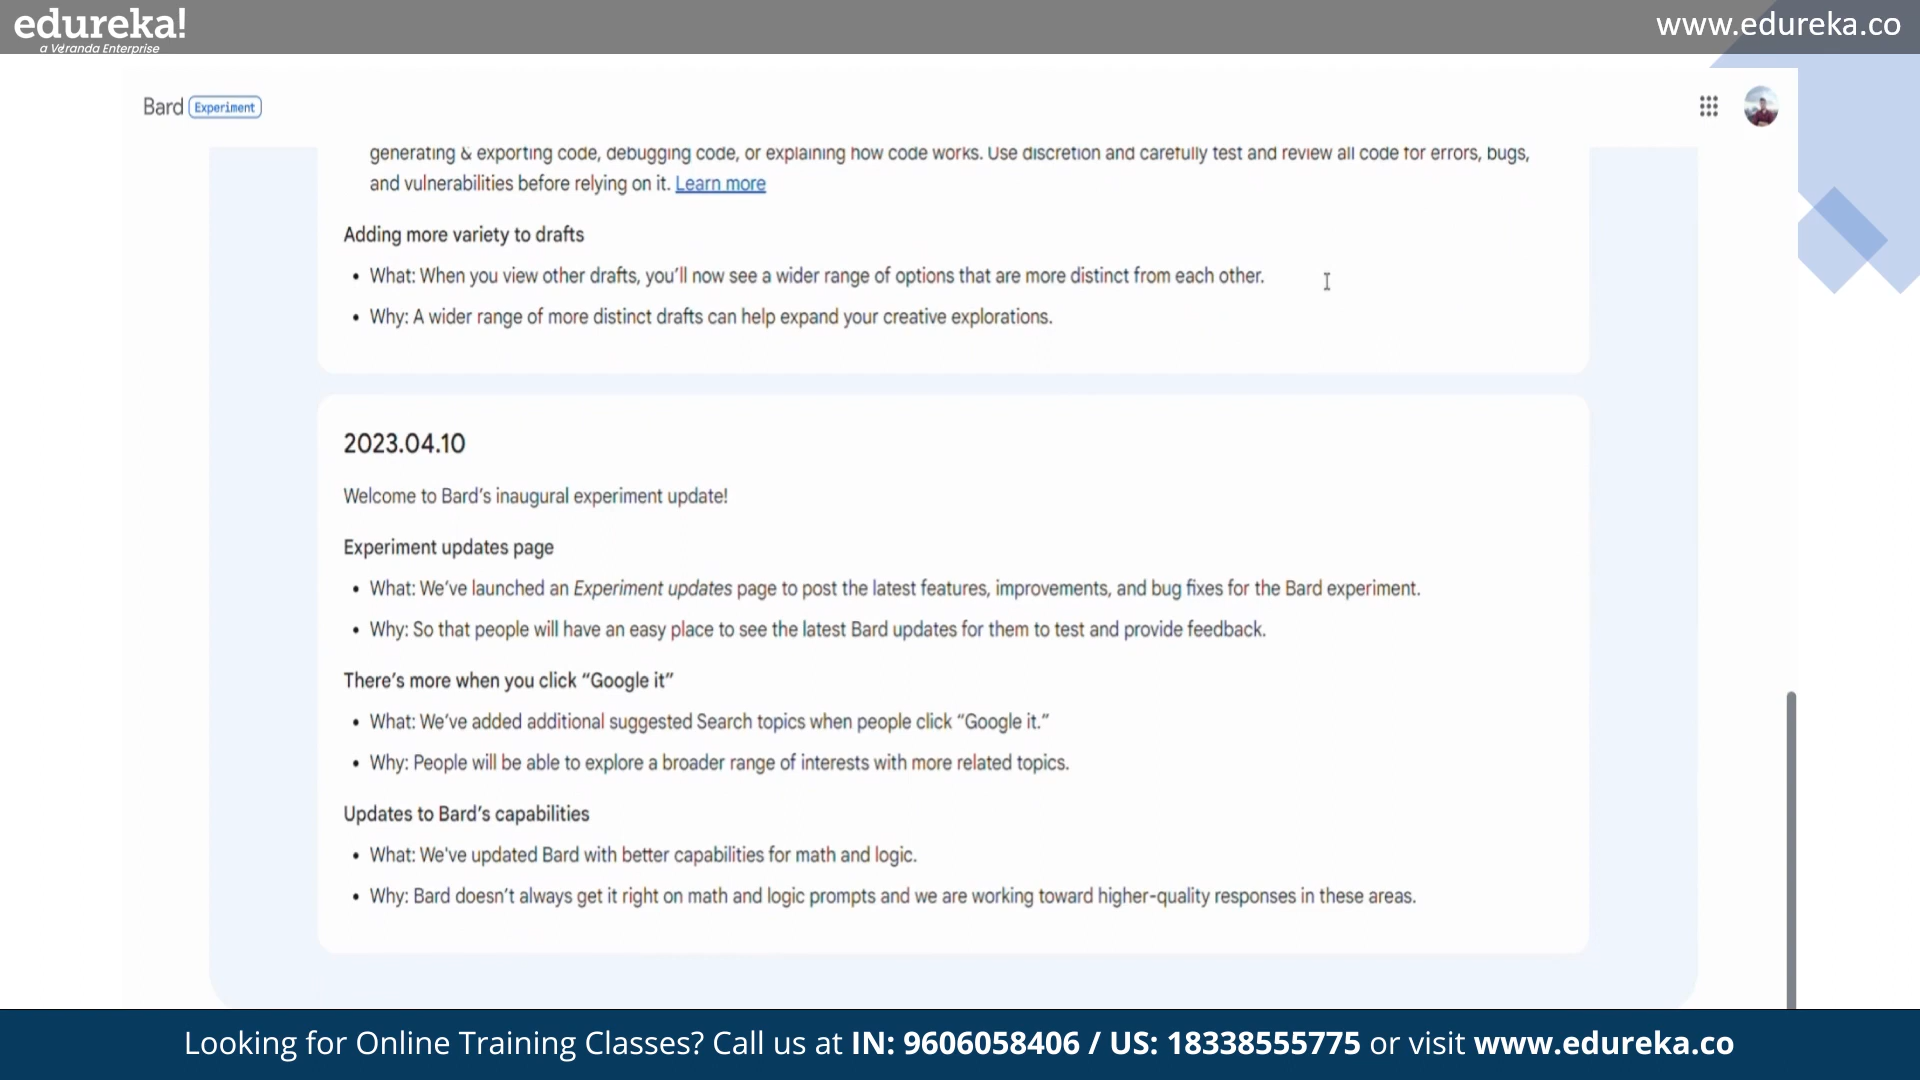 edureka!
a Veranda Enterprise
www.edureka.co
Bard Experiment
generating & exporting code, debugging code, or explaining how code works. Use discretion and carefully test and review all code for errors, bugs,
and vulnerabilities before relying on it. Learn more
Adding more variety to drafts
• What: When you view other drafts, you’ll now see a wider range of options that are more distinct from each other.
• Why: A wider range of more distinct drafts can help expand your creative explorations.
2023.04.10
Welcome to Bard’s inaugural experiment update!
Experiment updates page
• What: We’ve launched an Experiment updates page to post the latest features, improvements, and bug fixes for the Bard experiment.
• Why: So that people will have an easy place to see the latest Bard updates for them to test and provide feedback.
There’s more when you click “Google it”
• What: We’ve added additional suggested Search topics when people click “Google it.”
• Why: People will be able to explore a broader range of interests with more related topics.
Updates to Bard’s capabilities
• What: We've updated Bard with better capabilities for math and logic.
• Why: Bard doesn’t always get it right on math and logic prompts and we are working toward higher-quality responses in these areas.
Looking for Online Training Classes? Call us at IN: 9606058406 / US: 18338555775 or visit www.edureka.co